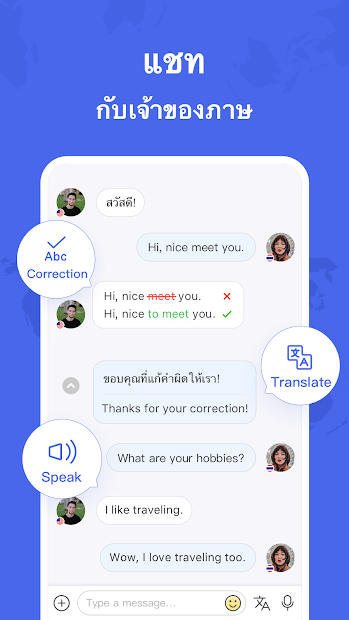 แชท
กับเจ้าของภาษ
สวัสดี!
Hi, nice meet you.
Abc
Correction
Hi, nice meet you.
Hi, nice to meet you.
ขอบคุณที่แก้คำผิดให้เรา!
Thanks for your correction!
Translate
What are your hobbies?
Speak
I like traveling.
Wow, I love traveling too.
Type a message...